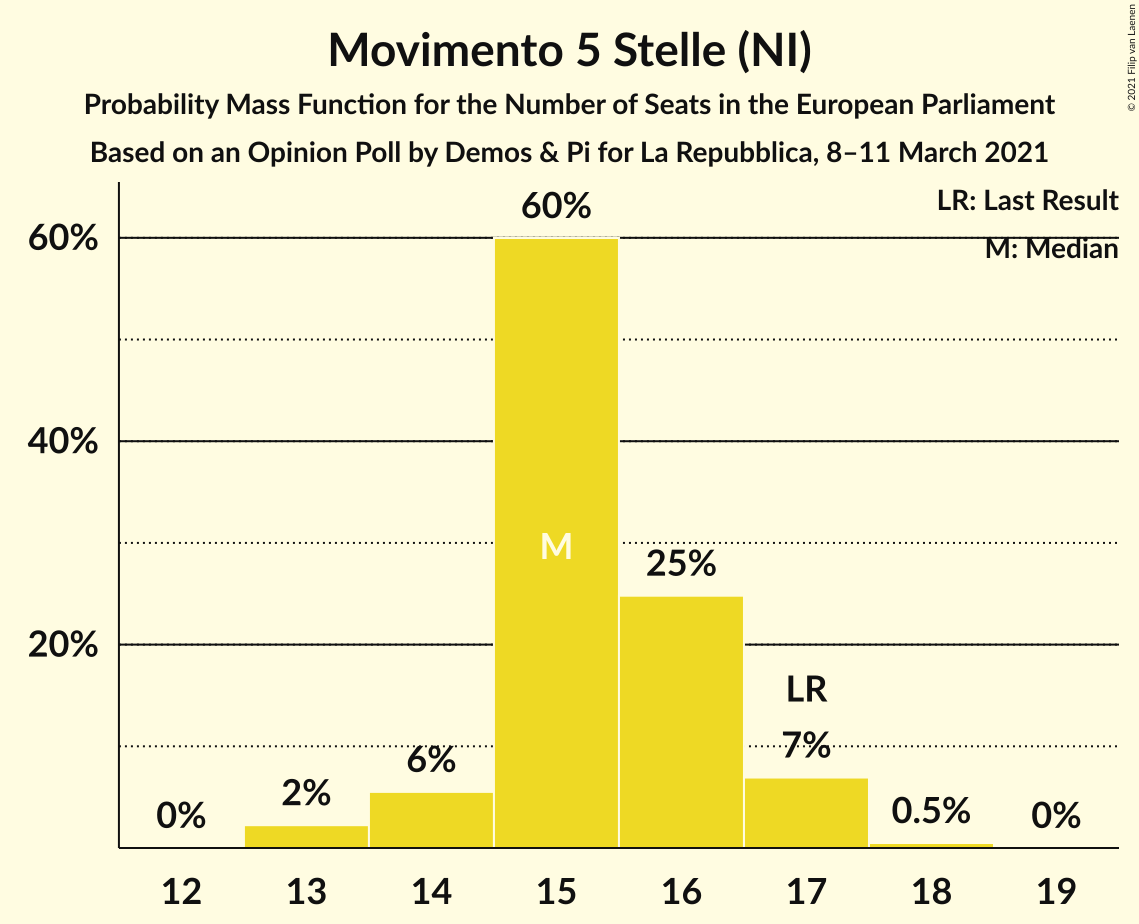 Movimento 5 Stelle (NI)
Probability Mass Function for the Number of Seats in the European Parliament
Based on an Opinion Poll by Demos & Pi for La Repubblica, 8–11 March 2021
© 2021 Filip van Laenen
LR: Last Result
M: Median
60%
40%
20%
0%
2%
6%
60%
M
25%
LR
7%
0.5%
0%
12 13 14 15 16 17 18 19